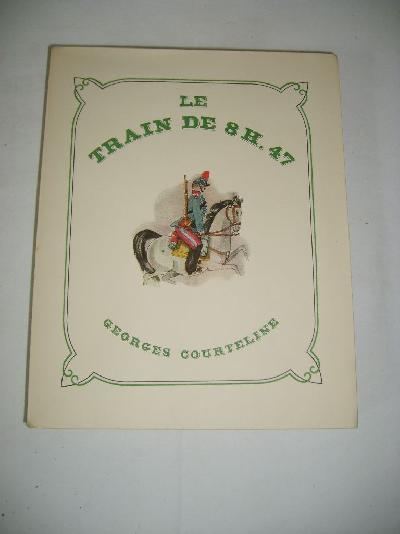 LE
TRAIN DE 8 H. 47
GEORGES COURTELINE